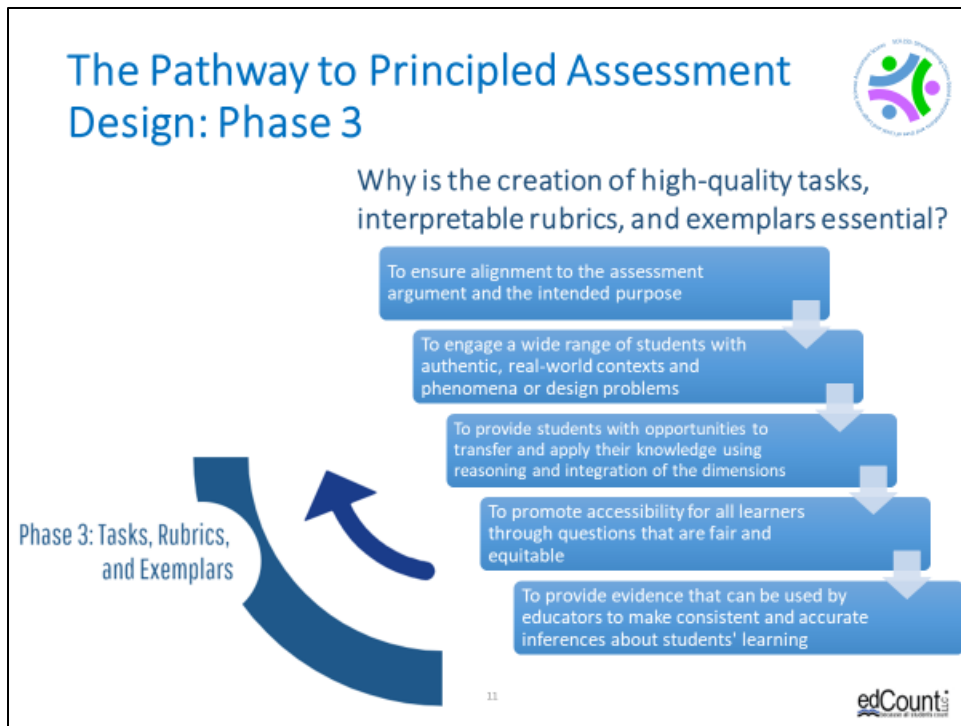 The Pathway to Principled Assessment
Design: Phase 3
Why is the creation of high-quality tasks,
interpretable rubrics, and exemplars essential?
To ensure alignment to the assessment
argument and the intended purpose
To engage a wide range of students with
authentic, real-world contexts and
phenomena or design problems
To provide students with opportunities to
transfer and apply their knowledge using
reasoning and integration of the dimensions
To promote accessibility for all learners
through questions that are fair and
equitable
To provide evidence that can be used by
educators to make consistent and accurate
inferences about students' learning
Phase 3: Tasks, Rubrics,
and Exemplars
11
edCount LLC
because all students count